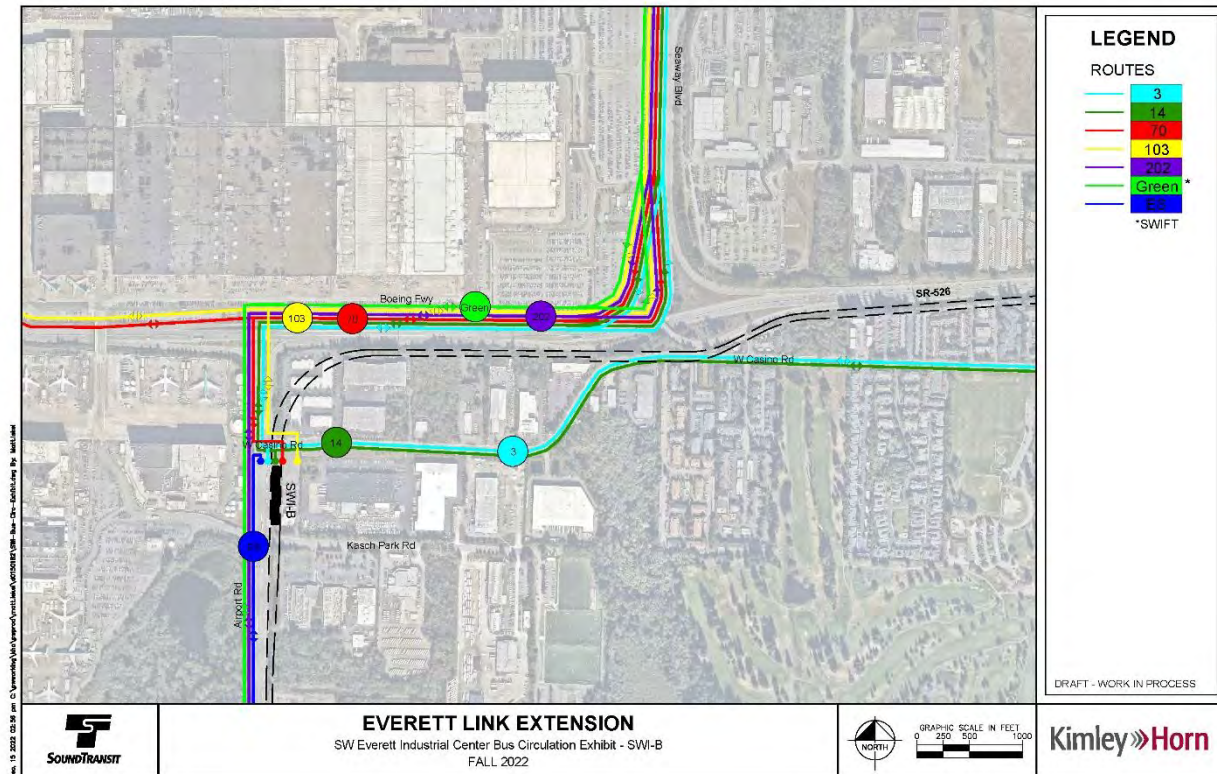 Seaway Blvd
SR-526
Boeing Fwy
Green
103
70
202
W Casino Rd
W Casino Rd
14
3
SWI-B
Kasch Park Rd
Airport Rd
LEGEND
ROUTES
3
14
70
103
202
Green *
*SWIFT
DRAFT - WORK IN PROCESS
SOUNDTRANSIT
EVERETT LINK EXTENSION
SW Everett Industrial Center Bus Circulation Exhibit - SWI-B
FALL 2022
NORTH
GRAPHIC SCALE IN FEET
0 250 500 1000
Kimley»Horn